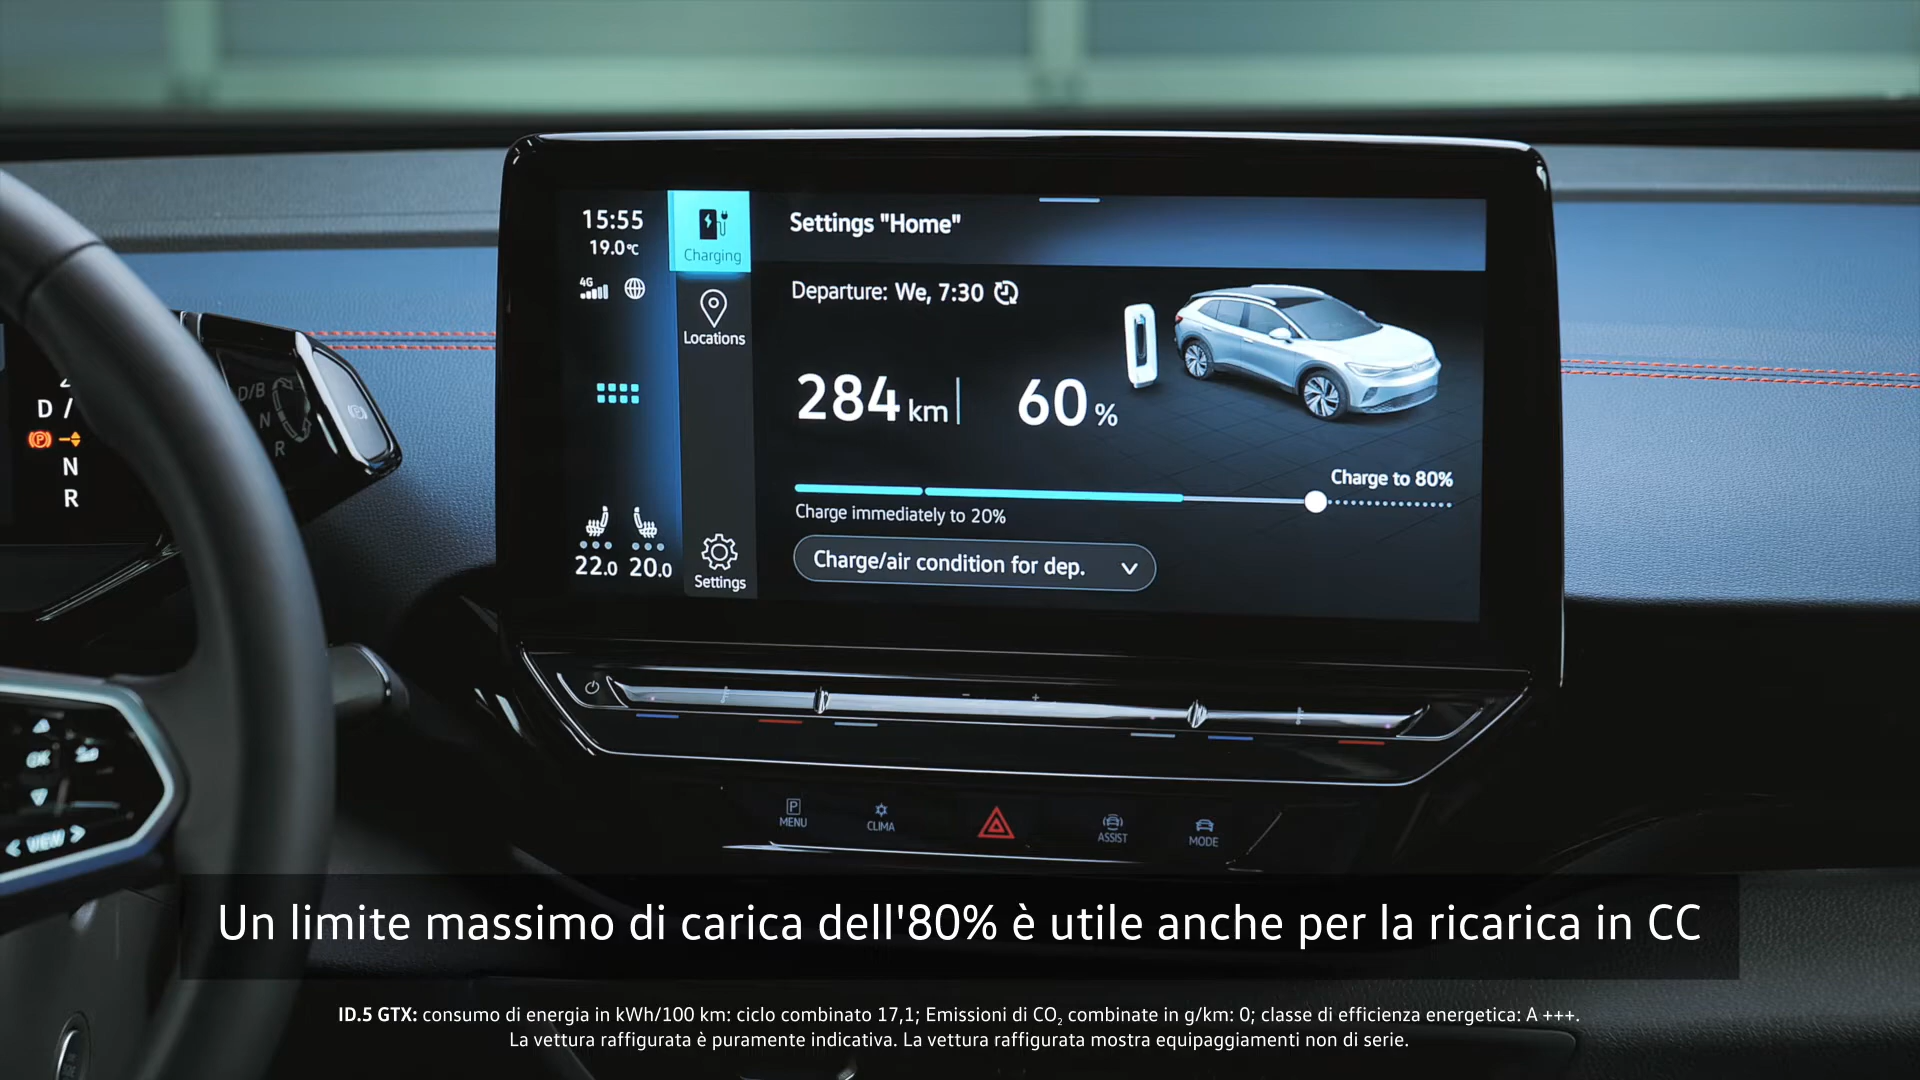 15:55
19.0°C
4G
Charging
Locations
Settings
22.0 20.0
Settings "Home"
Departure: We, 7:30
284 km 60 %
Charge to 80%
Charge immediately to 20%
Charge/air condition for dep.
D/B
N
R
D /
P
N
R
OK
< VIEW >
P
MENU
CLIMA
ASSIST
MODE
Un limite massimo di carica dell'80% è utile anche per la ricarica in CC
ID.5 GTX: consumo di energia in kWh/100 km: ciclo combinato 17,1; Emissioni di CO₂ combinate in g/km: 0; classe di efficienza energetica: A +++.
La vettura raffigurata è puramente indicativa. La vettura raffigurata mostra equipaggiamenti non di serie.